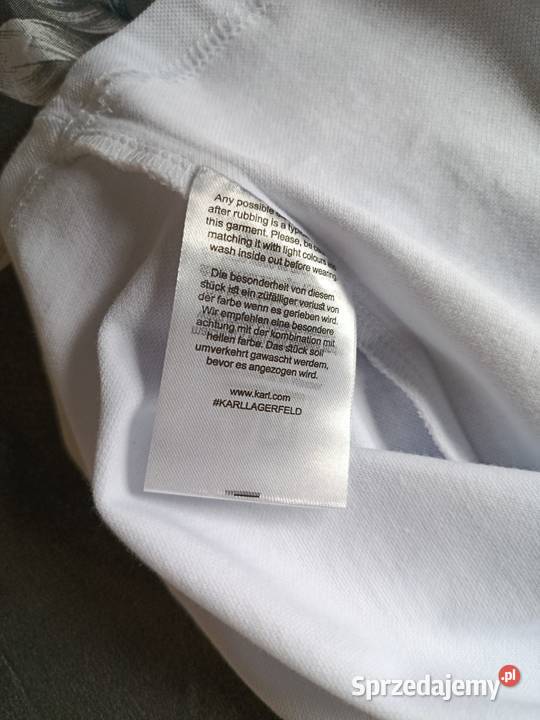 Any possible
after rubbing is a
this garment. Please, be
matching it with light colours
wash inside out before wearing
Die besonderheit von diesem
stück ist ein zufälliger verlust von
der farbe wenn es gerieben wird.
Wir empfehlen eine besondere
achtung mit der kombination mit
hellen farbe. Das stück soll
umverkehrt gawascht werdem,
bevor es angezogen wird.
www.karl.com
#KARLLAGERFELD
Sprzedajemy.pl